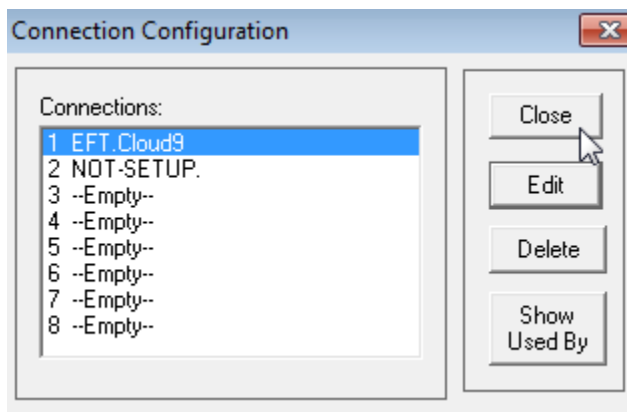 Connection Configuration
Connections:
1 EFT.Cloud9
2 NOT-SETUP.
3 --Empty--
4 --Empty--
5 --Empty--
6 --Empty--
7 --Empty--
8 --Empty--
Close
Edit
Delete
Show
Used By